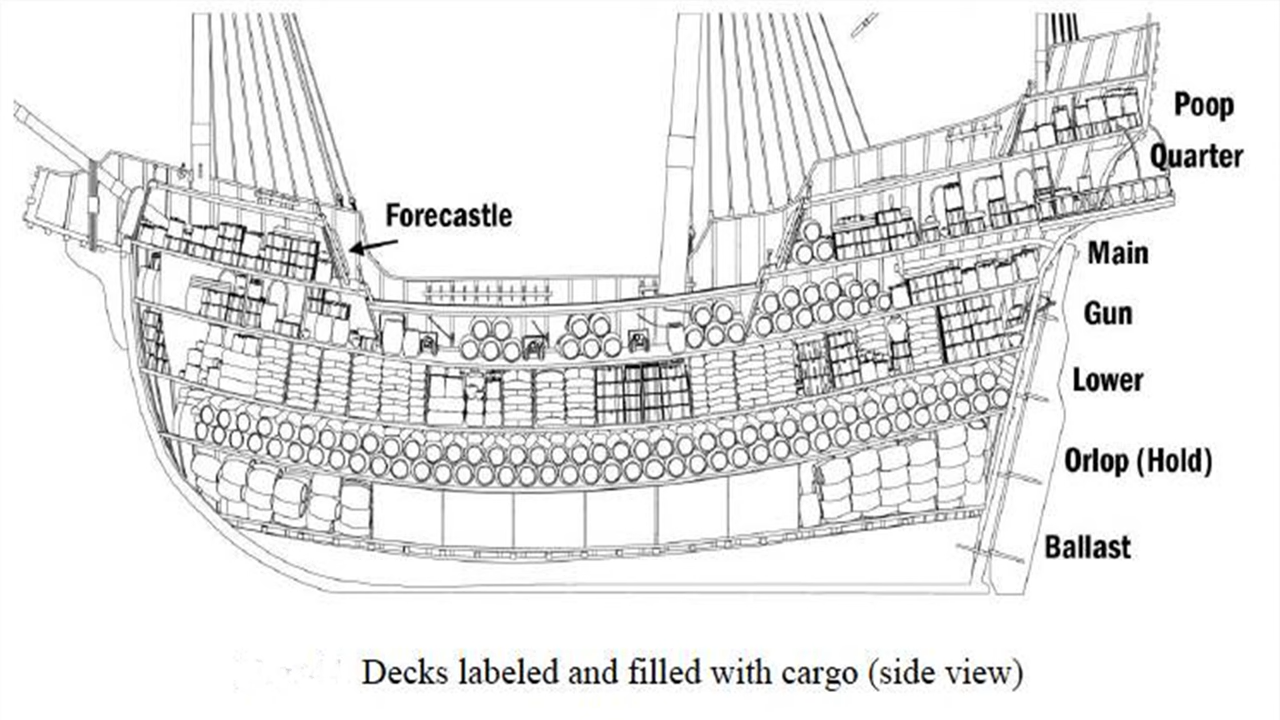 Poop
Quarter
Forecastle
Main
Gun
Lower
Orlop (Hold)
Ballast
Decks labeled and filled with cargo (side view)